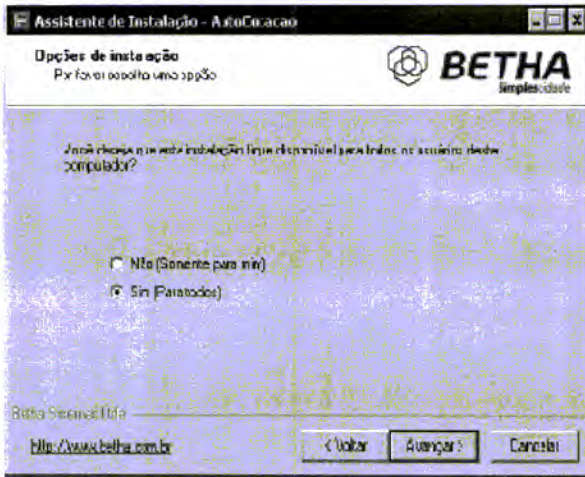 Assistente de Instalação - AutoCotacao
Opções de instalação
Por favor escolha uma opção
BETHA
Simplescidade
Você deseja que esta instalação fique disponível para todos os usuários deste
computador?
Não (Somente para mim)
Sim (Para todos)
Betha Sistemas Ltda
http://www.betha.com.br
< Voltar
Avançar >
Cancelar